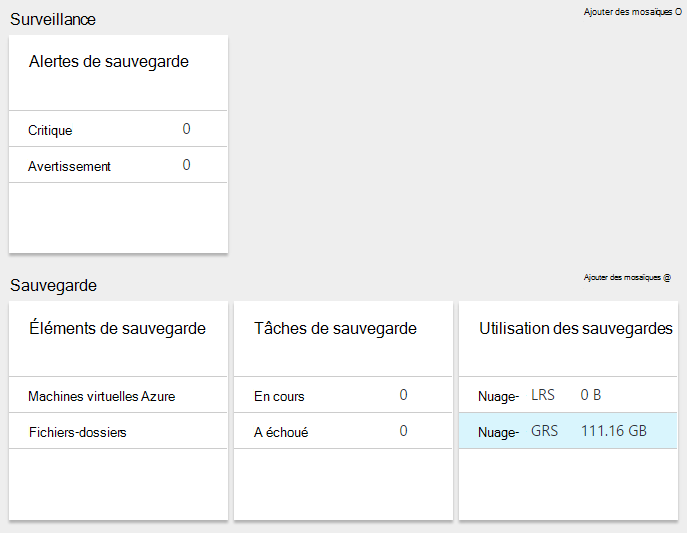 Surveillance
Ajouter des mosaïques O
Alertes de sauvegarde
Critique 0
Avertissement 0
Sauvegarde
Ajouter des mosaïques @
Éléments de sauvegarde
Machines virtuelles Azure
Fichiers-dossiers
Tâches de sauvegarde
En cours 0
A échoué 0
Utilisation des sauvegardes
Nuage- LRS 0 B
Nuage- GRS 111.16 GB